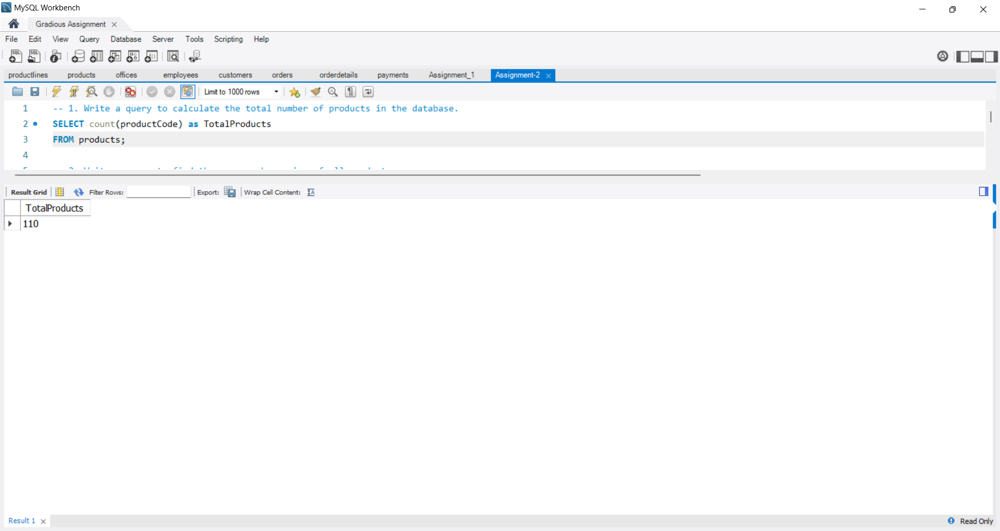 MySQL Workbench
Gradious Assignment
File Edit View Query Database Server Tools Scripting Help
productlines products offices employees customers orders orderdetails payments Assignment_1 Assignment-2
Limit to 1000 rows
1 -- 1. Write a query to calculate the total number of products in the database.
2 SELECT count(productCode) as TotalProducts
3 FROM products;
4
Result Grid Filter Rows: Export: Wrap Cell Content:
TotalProducts
110
Result 1
Read Only